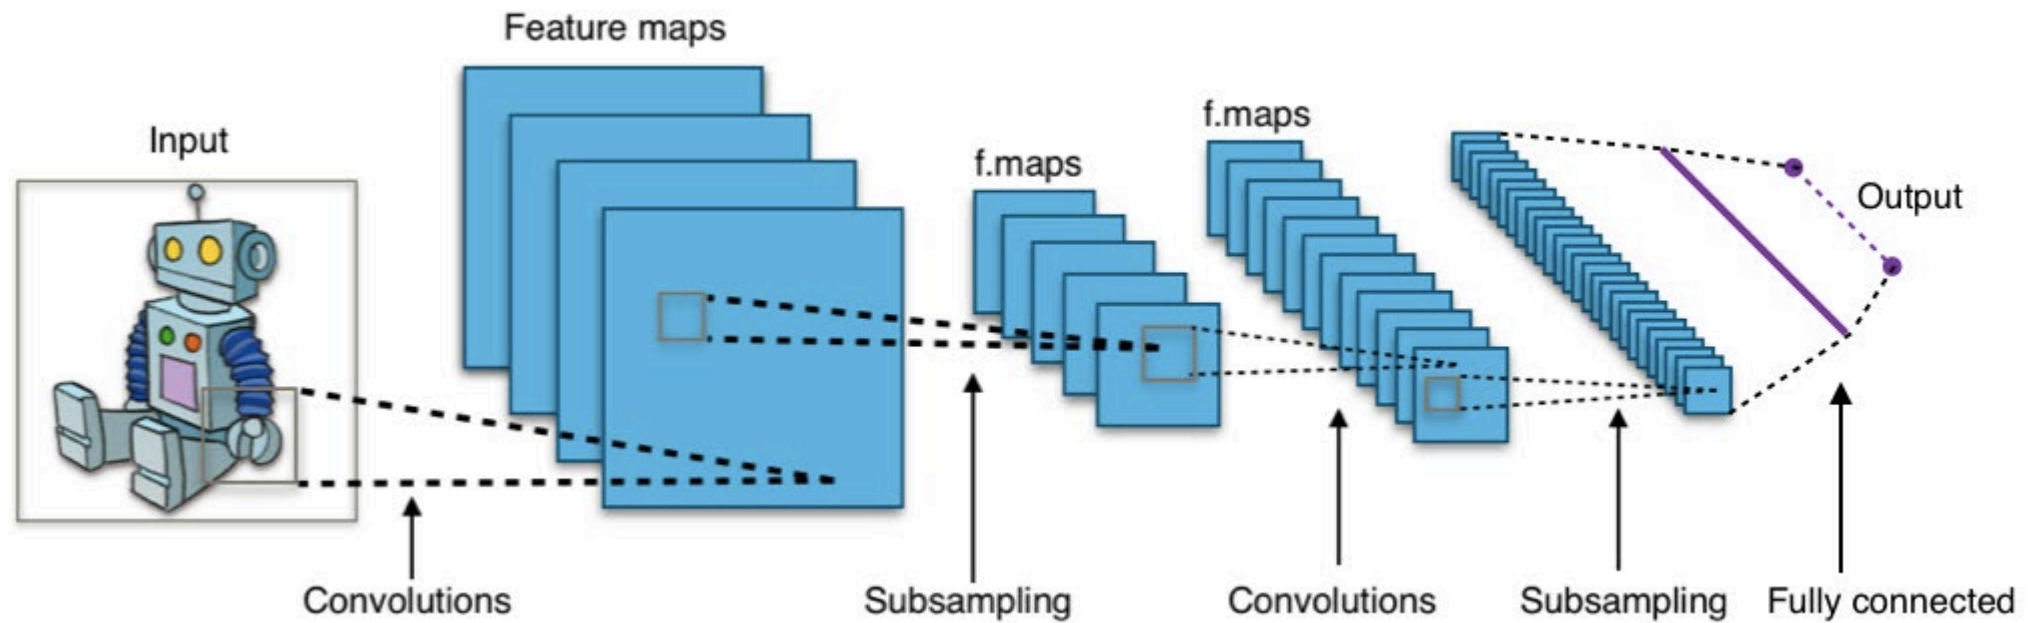 Feature maps
Input
f.maps
f.maps
Output
Convolutions
Subsampling
Convolutions
Subsampling
Fully connected